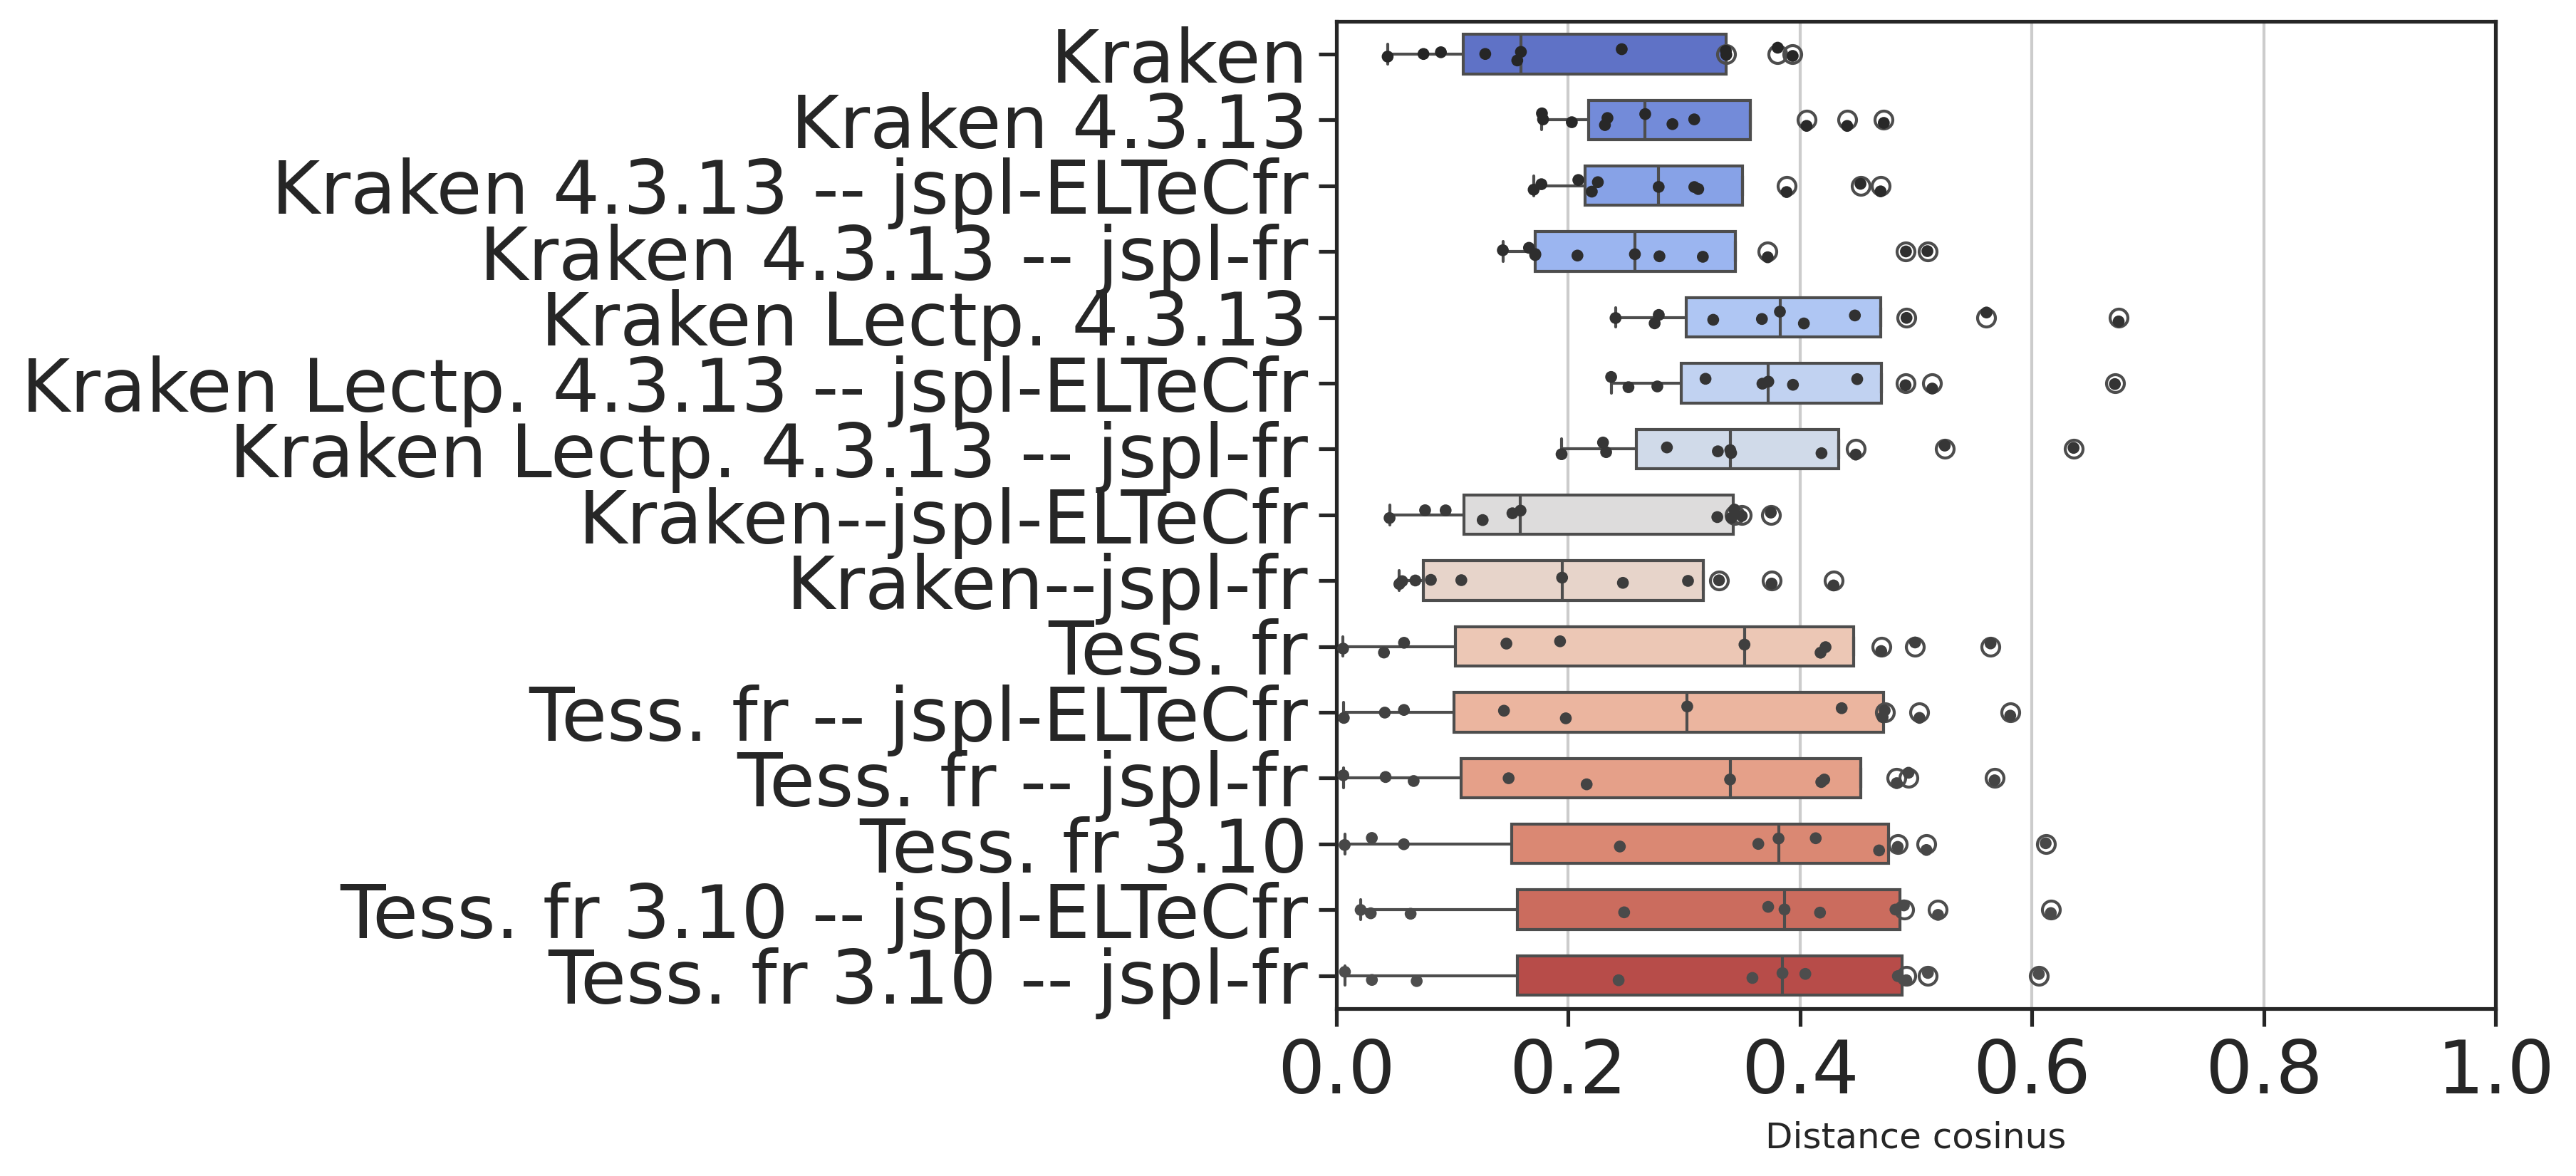 Kraken
Kraken 4.3.13
Kraken 4.3.13 -- jspl-ELTeCfr
Kraken 4.3.13 -- jspl-fr
Kraken Lectp. 4.3.13
Kraken Lectp. 4.3.13 -- jspl-ELTeCfr
Kraken Lectp. 4.3.13 -- jspl-fr
Kraken--jspl-ELTeCfr
Kraken--jspl-fr
Tess. fr
Tess. fr -- jspl-ELTeCfr
Tess. fr -- jspl-fr
Tess. fr 3.10
Tess. fr 3.10 -- jspl-ELTeCfr
Tess. fr 3.10 -- jspl-fr
0.0 0.2 0.4 0.6 0.8 1.0
Distance cosinus